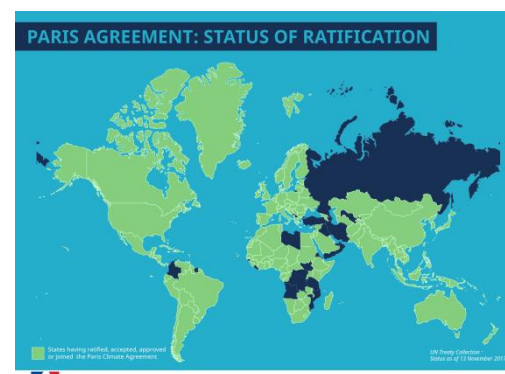 PARIS AGREEMENT: STATUS OF RATIFICATION
States having ratified, accepted, approved
or joined the Paris Climate Agreement
UN Treaty Collection :
Status as of 13 November 2017